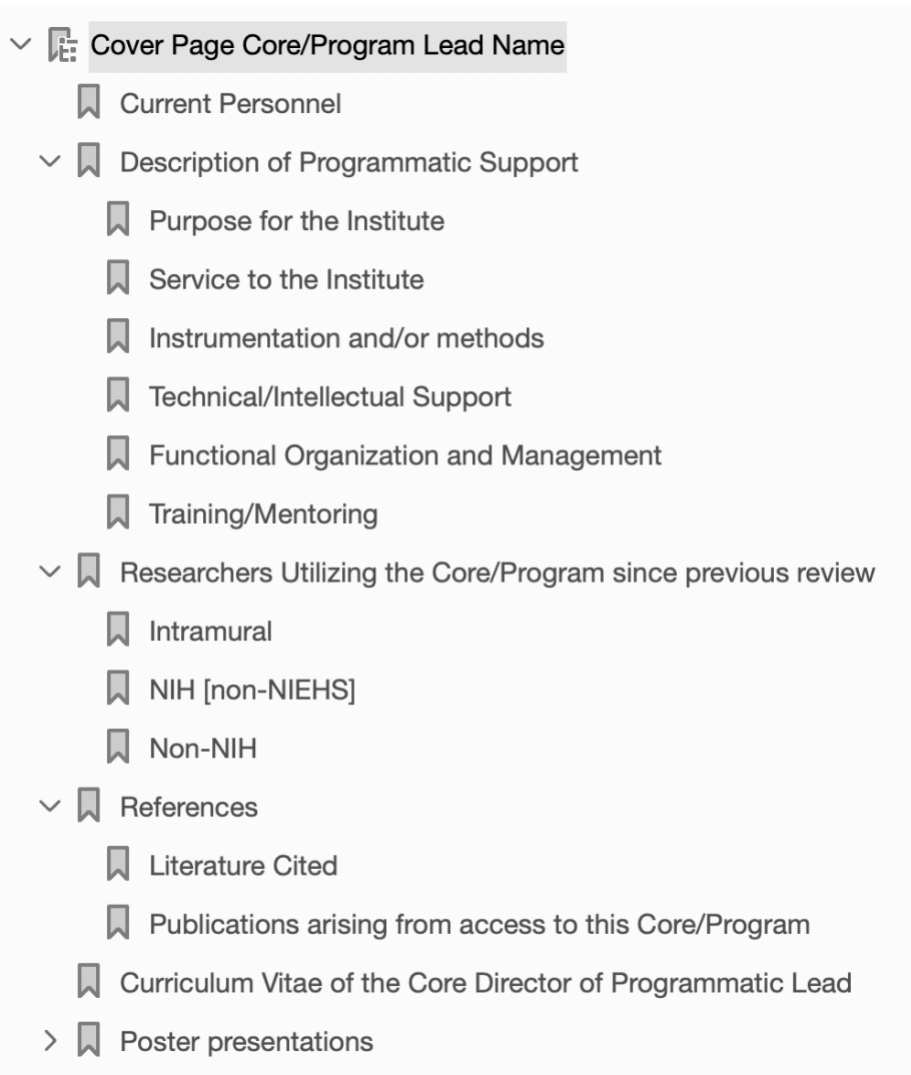 Cover Page Core/Program Lead Name
Current Personnel
Description of Programmatic Support
Purpose for the Institute
Service to the Institute
Instrumentation and/or methods
Technical/Intellectual Support
Functional Organization and Management
Training/Mentoring
Researchers Utilizing the Core/Program since previous review
Intramural
NIH [non-NIEHS]
Non-NIH
References
Literature Cited
Publications arising from access to this Core/Program
Curriculum Vitae of the Core Director of Programmatic Lead
Poster presentations